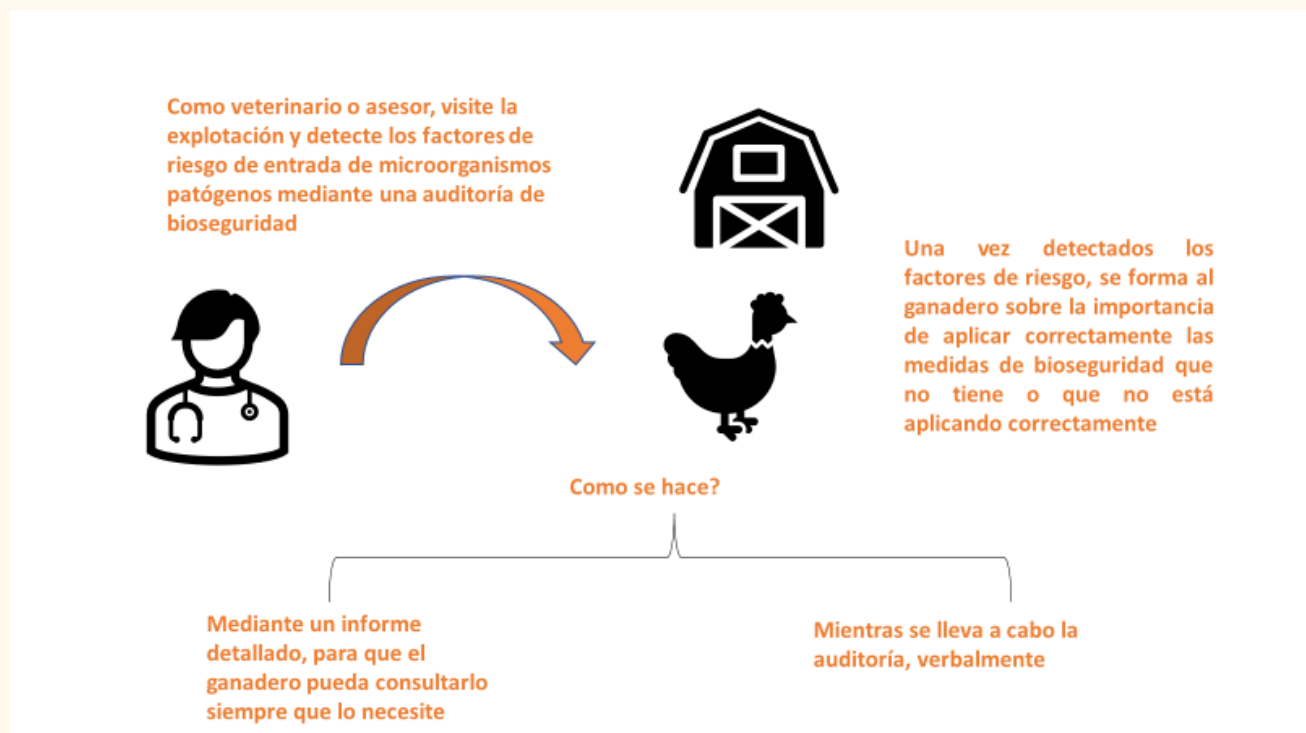 Como veterinario o asesor, visite la
explotación y detecte los factores de
riesgo de entrada de microorganismos
patógenos mediante una auditoría de
bioseguridad
Una vez detectados los
factores de riesgo, se forma al
ganadero sobre la importancia
de aplicar correctamente las
medidas de bioseguridad que
no tiene o que no está
aplicando correctamente
Como se hace?
Mediante un informe
detallado, para que el
ganadero pueda consultarlo
siempre que lo necesite
Mientras se lleva a cabo la
auditoría, verbalmente